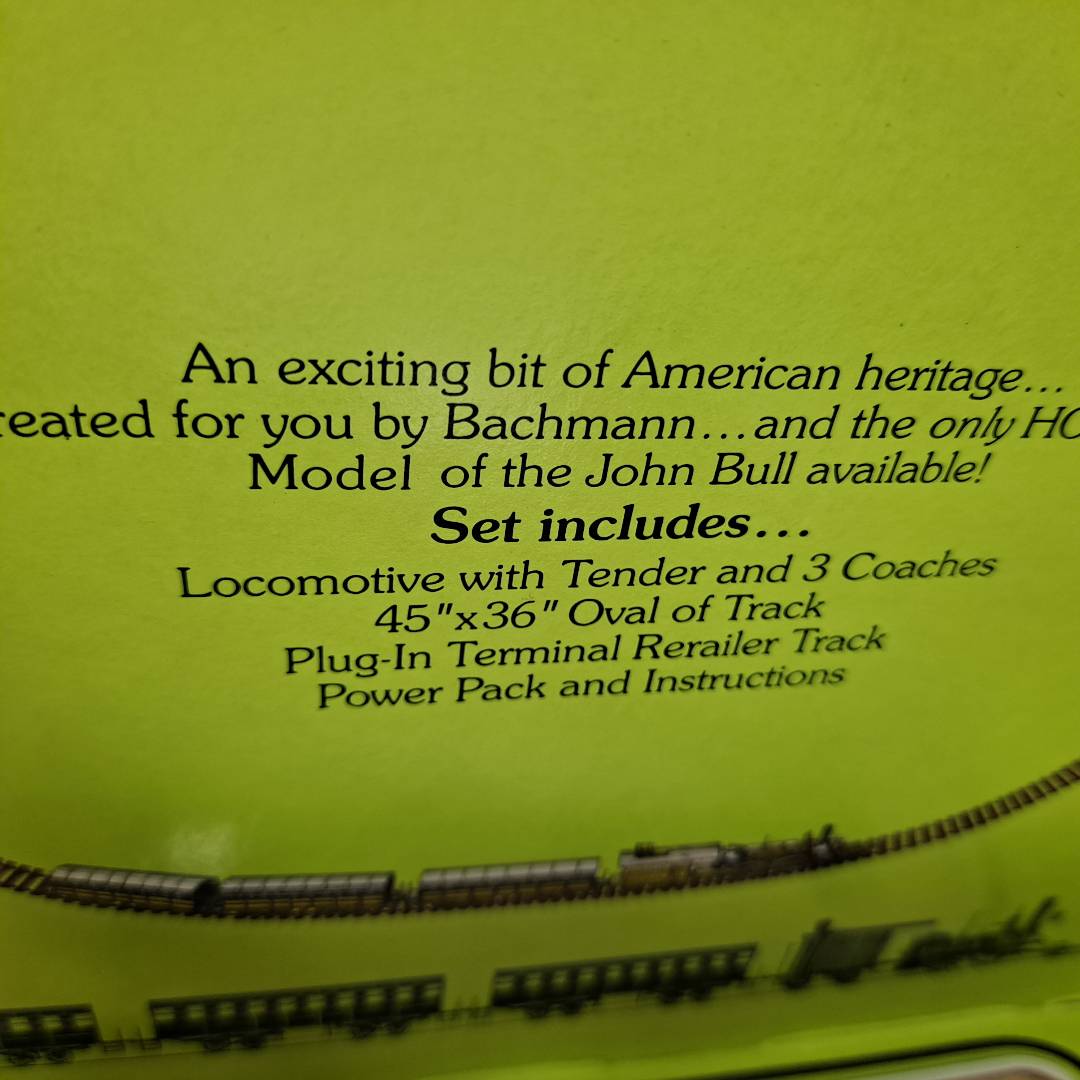 An exciting bit of American heritage...
reated for you by Bachmann...and the only HO
Model of the John Bull available!
Set includes...
Locomotive with Tender and 3 Coaches
45"x36" Oval of Track
Plug-In Terminal Rerailer Track
Power Pack and Instructions